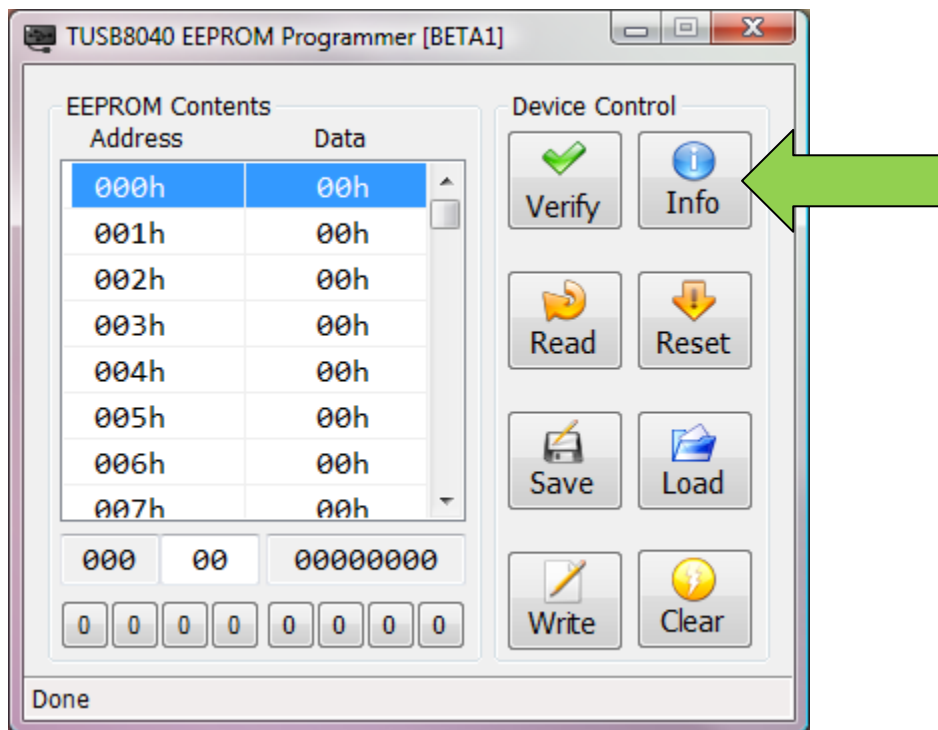 TUSB8040 EEPROM Programmer [BETA1]
EEPROM Contents
Address Data
000h 00h
001h 00h
002h 00h
003h 00h
004h 00h
005h 00h
006h 00h
007h 00h
000 00 00000000
0 0 0 0 0 0 0 0
Device Control
Verify Info
Read Reset
Save Load
Write Clear
Done